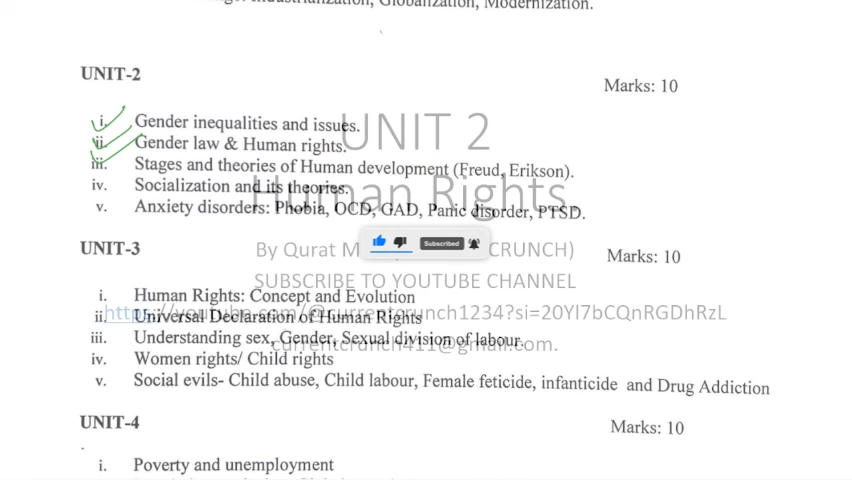 Industrialization, Globalization, Modernization.
UNIT-2
Marks: 10
i. Gender inequalities and issues.
ii. Gender law & Human rights.
iii. Stages and theories of Human development (Freud, Erikson).
iv. Socialization and its theories.
v. Anxiety disorders: Phobia, OCD, GAD, Panic disorder, PTSD.
UNIT 2
Human Rights.
By Qurat CRUNCH)
Subscribed
SUBSCRIBE TO YOUTUBE CHANNEL
https://youtube.com/@currentcrunch1234?si=20YI7bCQnRGDhRzL
currentcrunch411@gmail.com.
UNIT-3
Marks: 10
i. Human Rights: Concept and Evolution
ii. Universal Declaration of Human Rights
iii. Understanding sex, Gender, Sexual division of labour.
iv. Women rights/ Child rights
v. Social evils- Child abuse, Child labour, Female feticide, infanticide and Drug Addiction
UNIT-4
Marks: 10
i. Poverty and unemployment